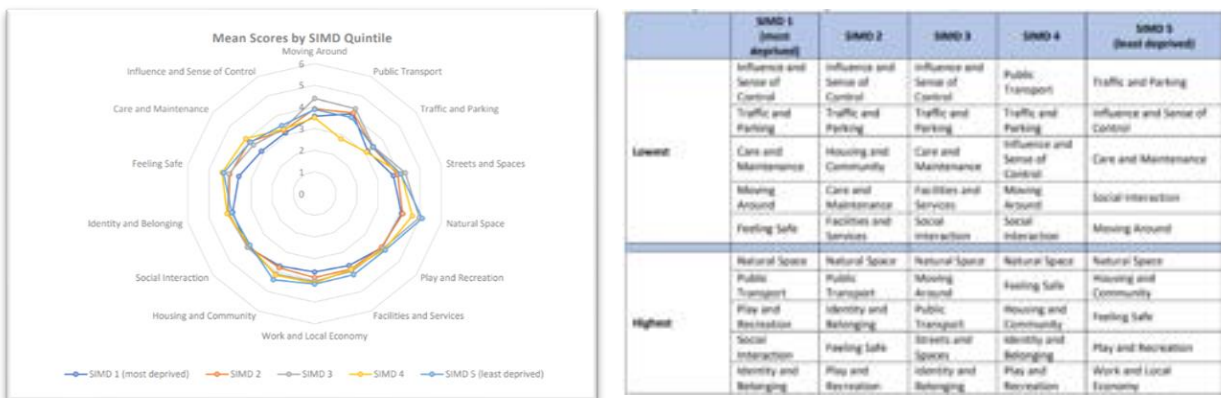 Mean Scores by SIMD Quintile
Moving Around
Influence and Sense of Control
Public Transport
Care and Maintenance
Traffic and Parking
Feeling Safe
Streets and Spaces
Identity and Belonging
Natural Space
Social Interaction
Play and Recreation
Housing and Community
Facilities and Services
Work and Local Economy
6
5
4
3
2
1
0
SIMD 1 (most deprived) SIMD 2 SIMD 3 SIMD 4 SIMD 5 (least deprived)
SIMD 1 (most deprived) SIMD 2 SIMD 3 SIMD 4 SIMD 5 (least deprived)
Lowest
Influence and Sense of Control Influence and Sense of Control Influence and Sense of Control Public Transport Traffic and Parking
Traffic and Parking Traffic and Parking Traffic and Parking Traffic and Parking Influence and Sense of Control
Care and Maintenance Housing and Community Care and Maintenance Influence and Sense of Control Care and Maintenance
Moving Around Care and Maintenance Facilities and Services Moving Around Social Interaction
Feeling Safe Facilities and Services Social Interaction Social Interaction Moving Around
Highest
Natural Space Natural Space Natural Space Natural Space Natural Space
Public Transport Public Transport Moving Around Feeling Safe Housing and Community
Play and Recreation Identity and Belonging Public Transport Housing and Community Feeling Safe
Social Interaction Feeling Safe Streets and Spaces Identity and Belonging Play and Recreation
Identity and Belonging Play and Recreation Identity and Belonging Play and Recreation Work and Local Economy